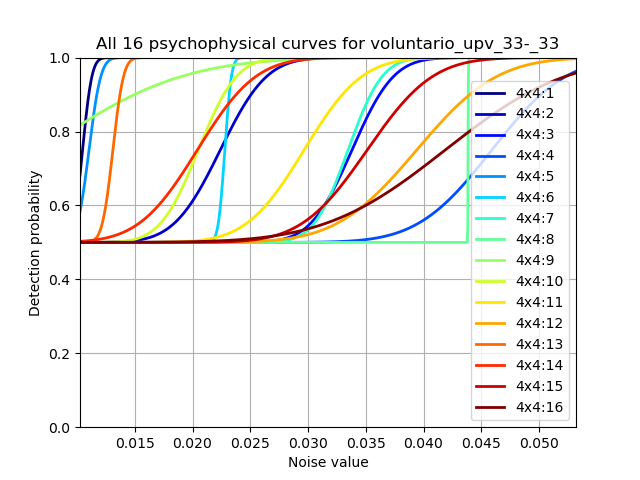 All 16 psychophysical curves for voluntario_upv_33-_33
1.0
0.8
0.6
0.4
0.2
0.0
Detection probability
4x4:1
4x4:2
4x4:3
4x4:4
4x4:5
4x4:6
4x4:7
4x4:8
4x4:9
4x4:10
4x4:11
4x4:12
4x4:13
4x4:14
4x4:15
4x4:16
0.015 0.020 0.025 0.030 0.035 0.040 0.045 0.050
Noise value